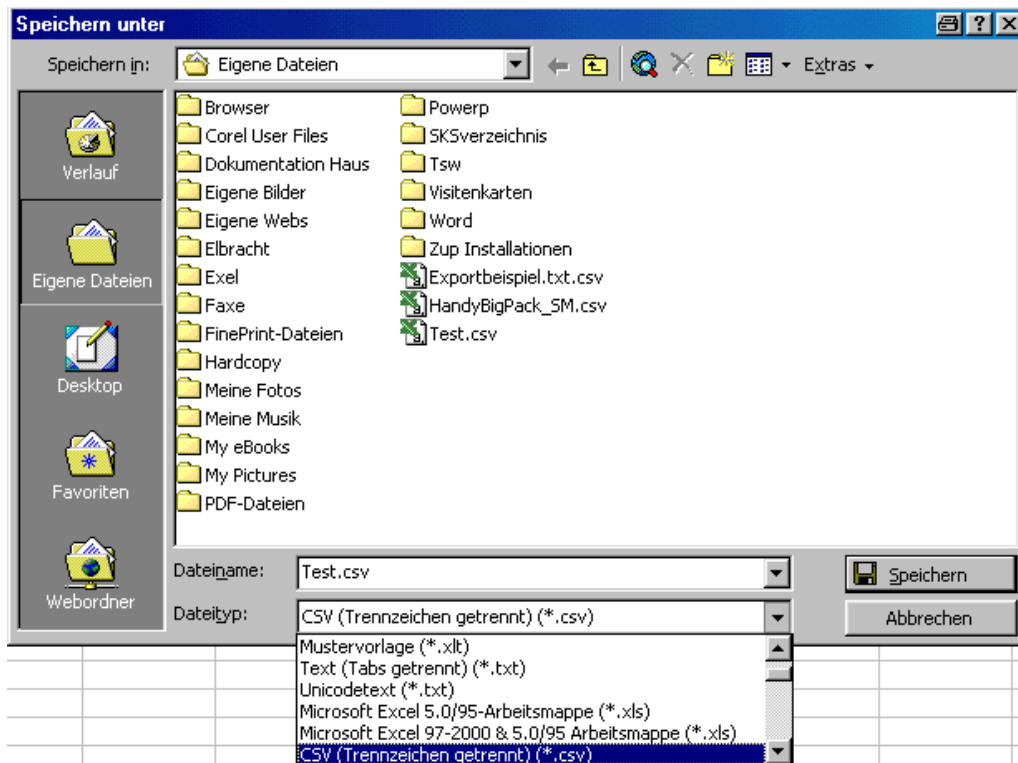 Speichern unter
Speichern in:
Eigene Dateien
Extras
Verlauf
Eigene Dateien
Desktop
Favoriten
Webordner
Browser
Corel User Files
Dokumentation Haus
Eigene Bilder
Eigene Webs
Elbracht
Exel
Faxe
FinePrint-Dateien
Hardcopy
Meine Fotos
Meine Musik
My eBooks
My Pictures
PDF-Dateien
Powerp
SKSverzeichnis
Tsw
Visitenkarten
Word
Zup Installationen
Exportbeispiel.txt.csv
HandyBigPack_SM.csv
Test.csv
Dateiname:
Test.csv
Speichern
Dateityp:
CSV (Trennzeichen getrennt) (*.csv)
Abbrechen
Mustervorlage (*.xlt)
Text (Tabs getrennt) (*.txt)
Unicodetext (*.txt)
Microsoft Excel 5.0/95-Arbeitsmappe (*.xls)
Microsoft Excel 97-2000 & 5.0/95 Arbeitsmappe (*.xls)
CSV (Trennzeichen getrennt) (*.csv)